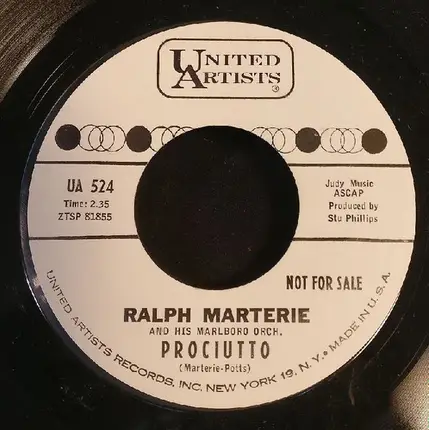 UNITED
ARTISTS
®
UA 524
Time: 2.35
ZTSP 81855
Judy Music
ASCAP
Produced by
Stu Phillips
NOT FOR SALE
RALPH MARTERIE
AND HIS MARLBORO ORCH.
PROCIUTTO
(Marterie-Potts)
UNITED ARTISTS RECORDS, INC. NEW YORK 19, N. Y. • MADE IN U. S. A.